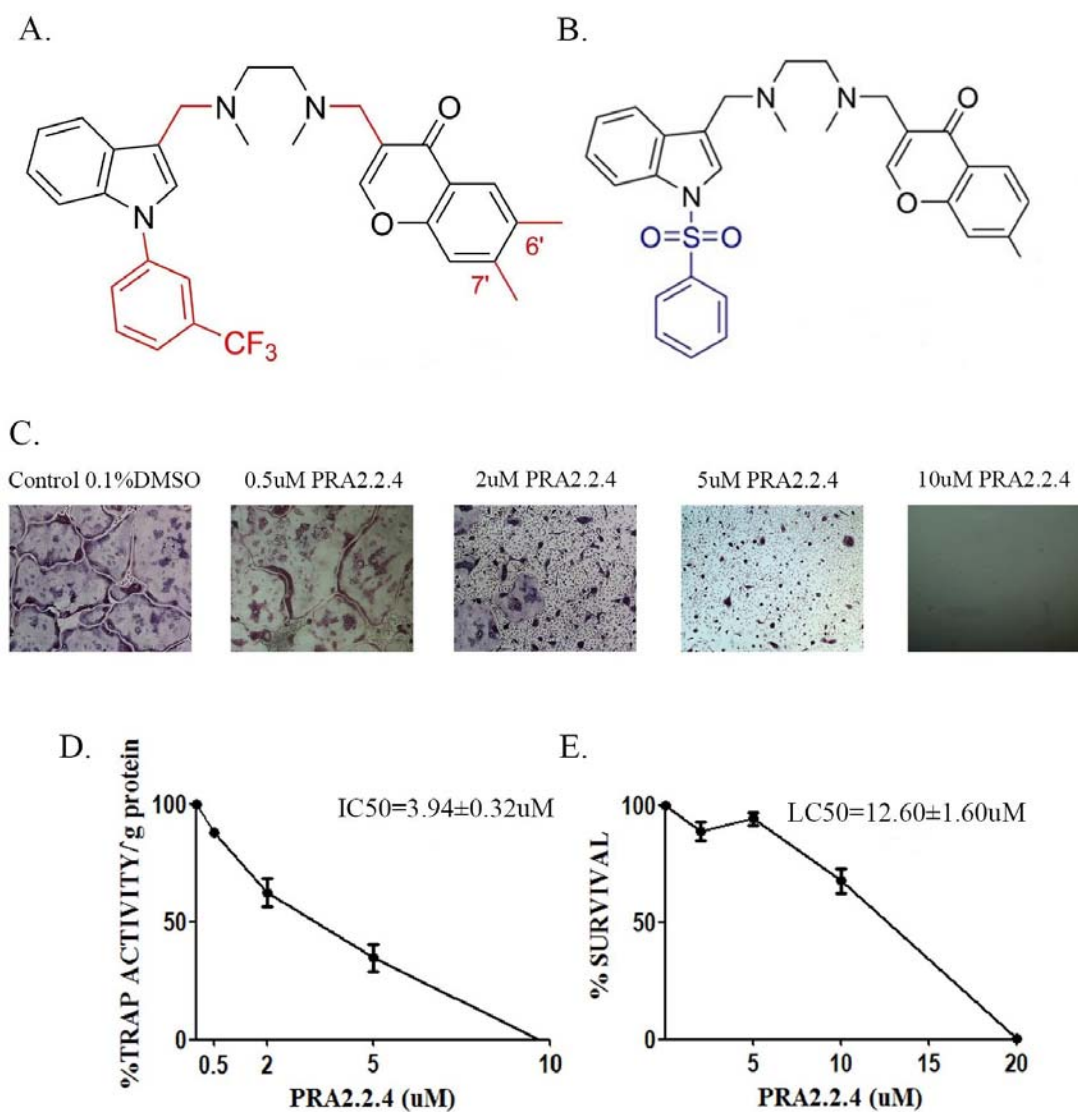 A.
B.
N
N
O
O
N
6'
7'
CF3
N
N
O
O
N
O=S=O
C.
Control 0.1%DMSO
0.5uM PRA2.2.4
2uM PRA2.2.4
5uM PRA2.2.4
10uM PRA2.2.4
D.
%TRAP ACTIVITY/g protein
IC50=3.94±0.32uM
100
50
0
0.5
2
5
10
PRA2.2.4 (uM)
E.
% SURVIVAL
LC50=12.60±1.60uM
100
50
0
5
10
15
20
PRA2.2.4 (uM)